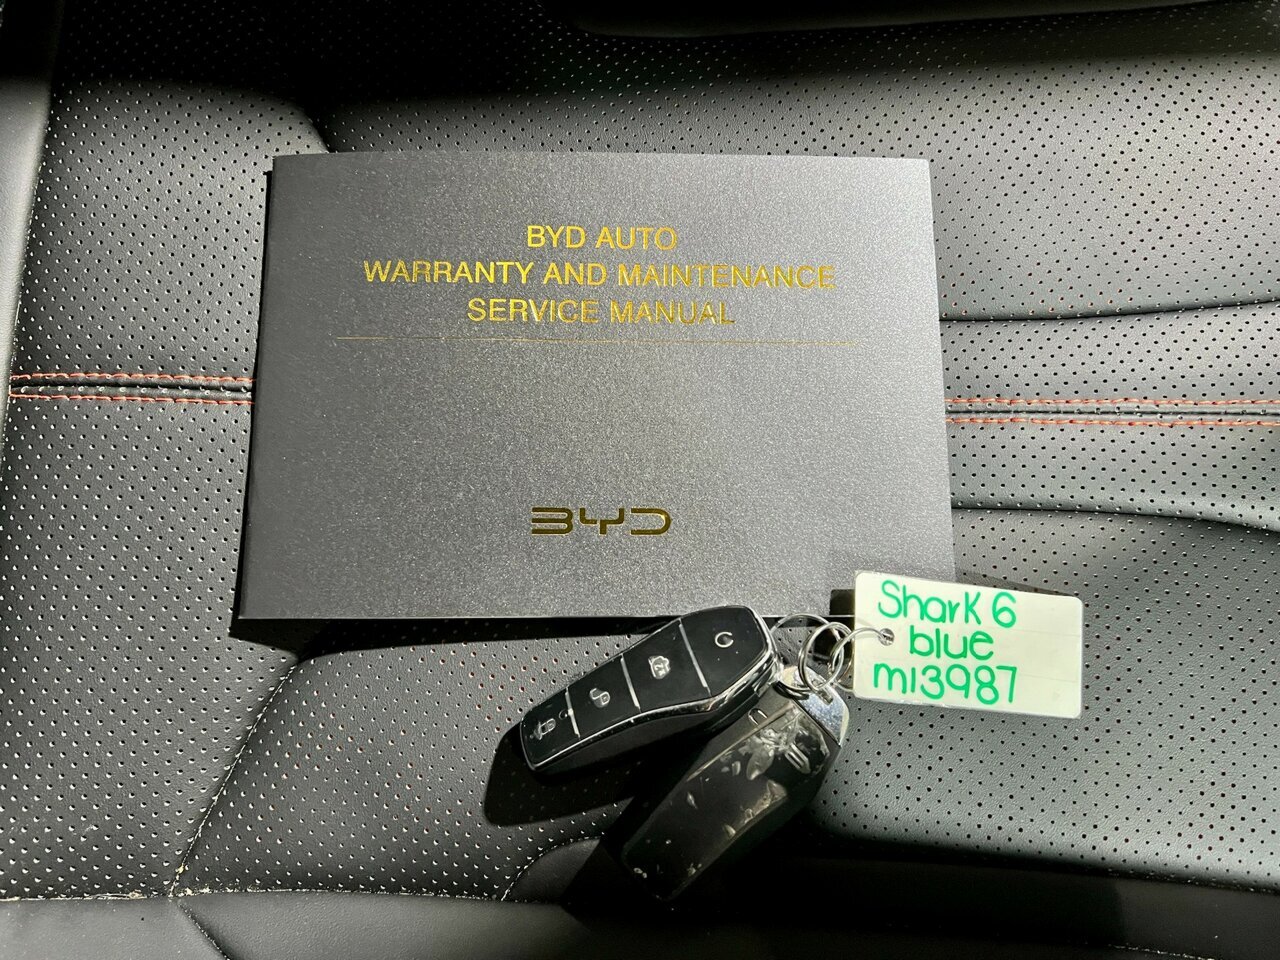 BYD AUTO
WARRANTY AND MAINTENANCE
SERVICE MANUAL
BYD
SharK 6
blue
m13987